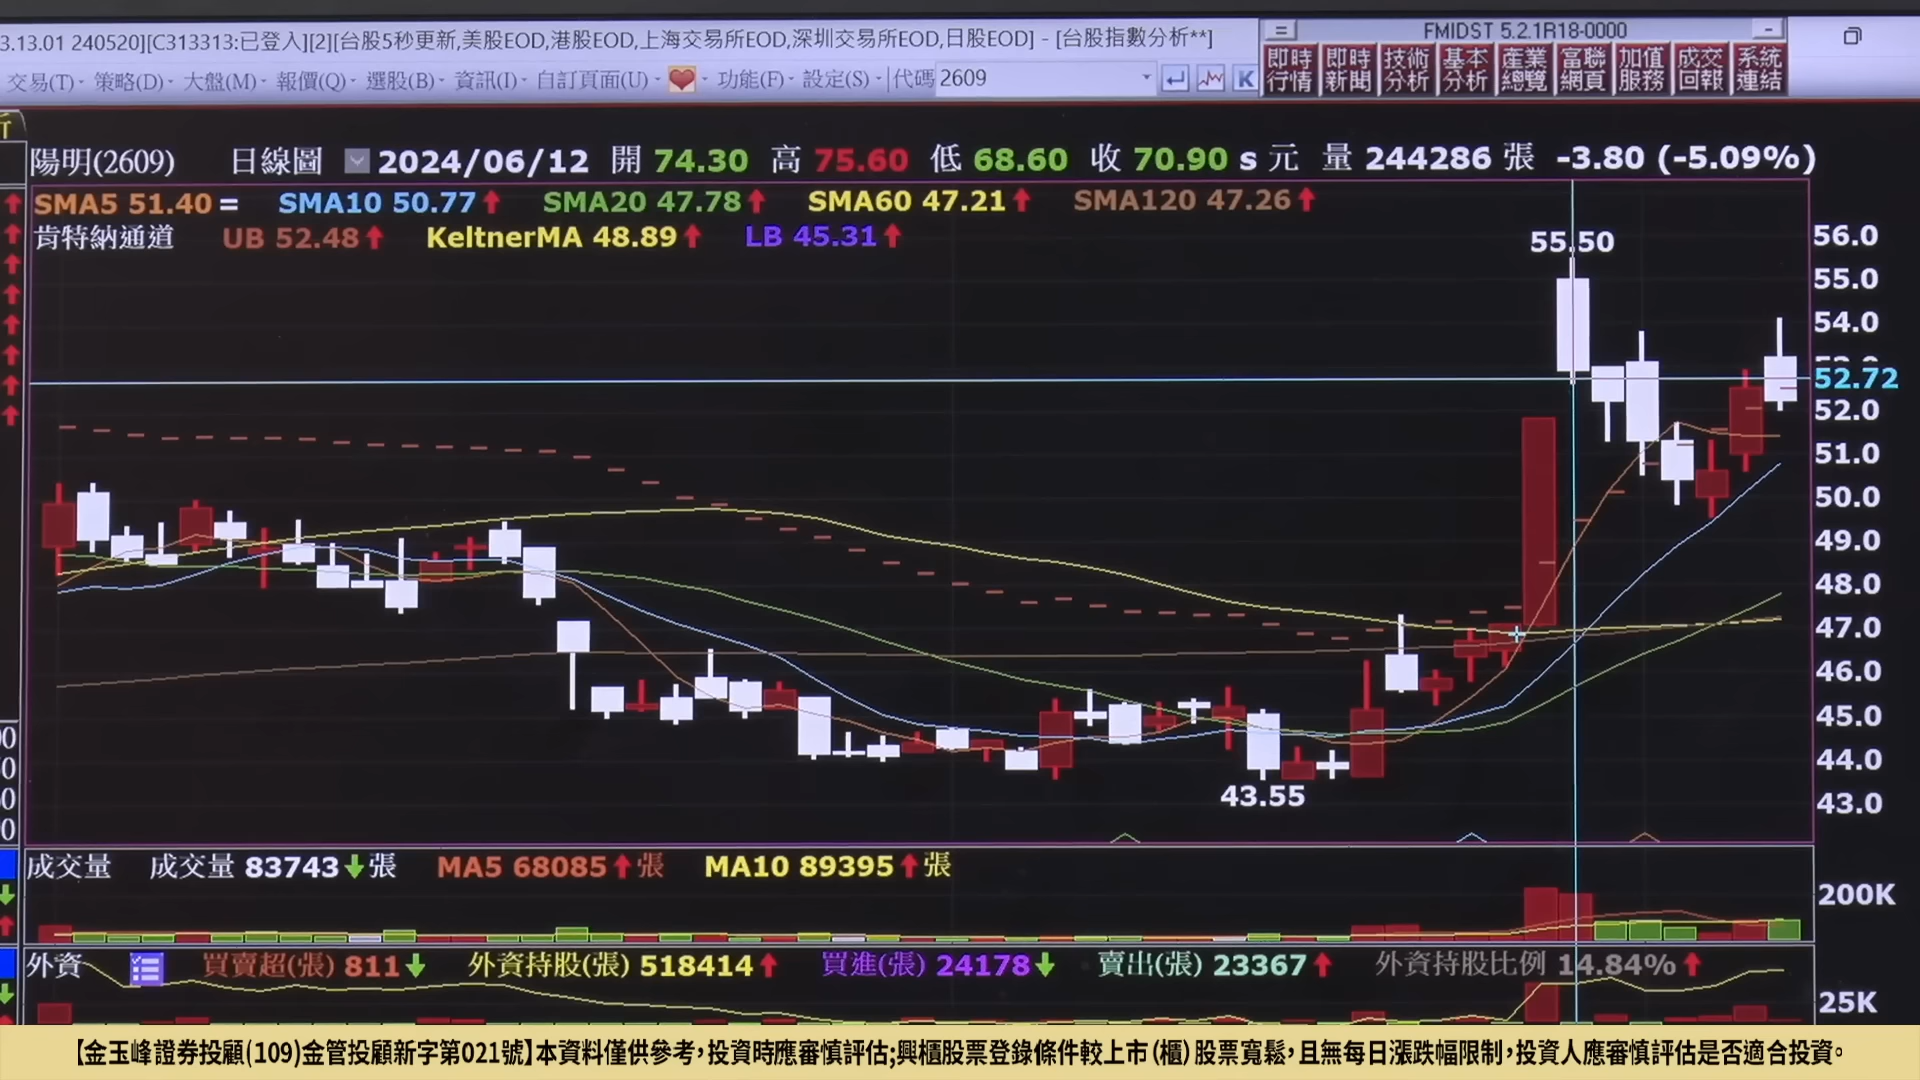 3.13.01 240520][C313313:已登入][2][台股5秒更新,美股EOD,港股EOD,上海交易所EOD,深圳交易所EOD,日股EOD] - [台股指數分析**]
FMIDST 5.2.1R18-0000
交易(T) 策略(D) 大盤(M) 報價(Q) 選股(B) 資訊(I) 自訂頁面(U) 功能(F) 設定(S) 代碼 2609
即時行情 即時新聞 技術分析 基本分析 產業總覽 富聯網頁 加值服務 成交回報 系統連結
陽明(2609) 日線圖 2024/06/12 開 74.30 高 75.60 低 68.60 收 70.90 s 元 量 244286 張 -3.80 (-5.09%)
SMA5 51.40 = SMA10 50.77 SMA20 47.78 SMA60 47.21 SMA120 47.26
肯特納通道 UB 52.48 KeltnerMA 48.89 LB 45.31
55.50
56.0
55.0
54.0
52.72
52.0
51.0
50.0
49.0
48.0
47.0
46.0
45.0
44.0
43.0
43.55
成交量 成交量 83743 張 MA5 68085 張 MA10 89395 張
200K
外資 買賣超(張) 811 外資持股(張) 518414 買進(張) 24178 賣出(張) 23367 外資持股比例 14.84%
25K
【金玉峰證券投顧(109)金管投顧新字第021號】本資料僅供參考，投資時應審慎評估;興櫃股票登錄條件較上市(櫃)股票寬鬆，且無每日漲跌幅限制，投資人應審慎評估是否適合投資。